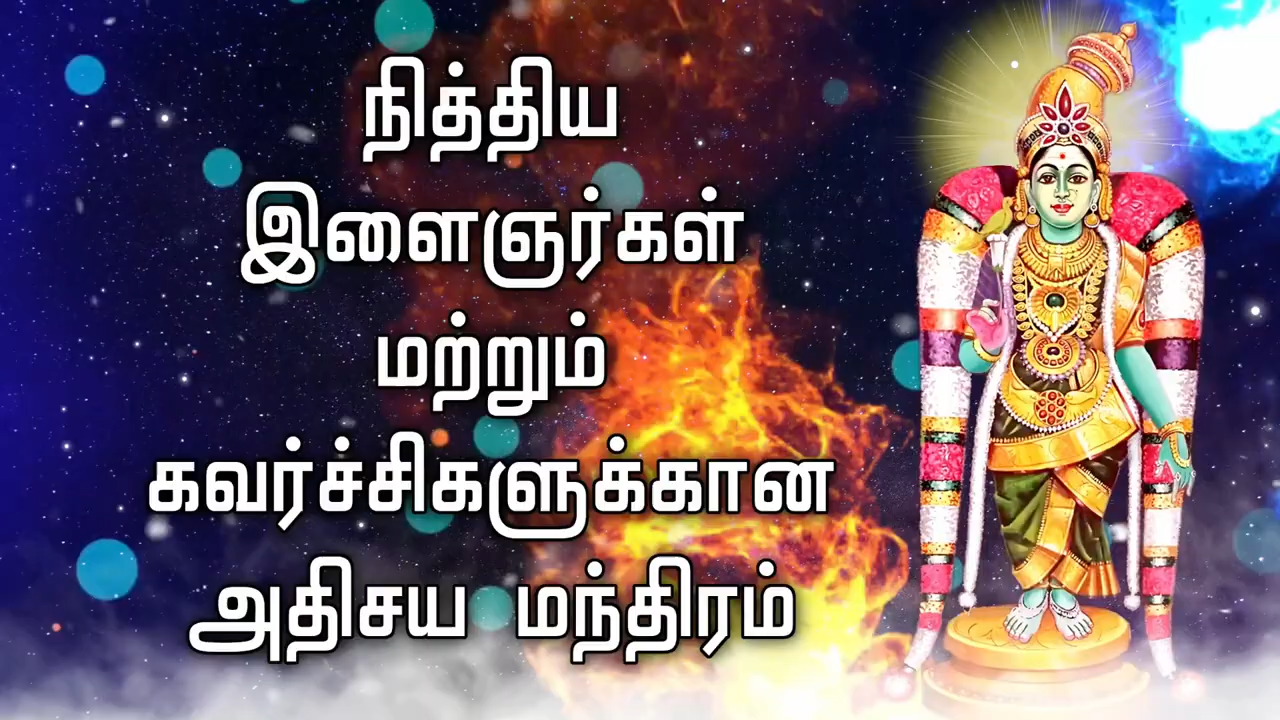 நித்திய
இளைஞர்கள்
மற்றும்
கவர்ச்சிகளுக்கான
அதிசய மந்திரம்